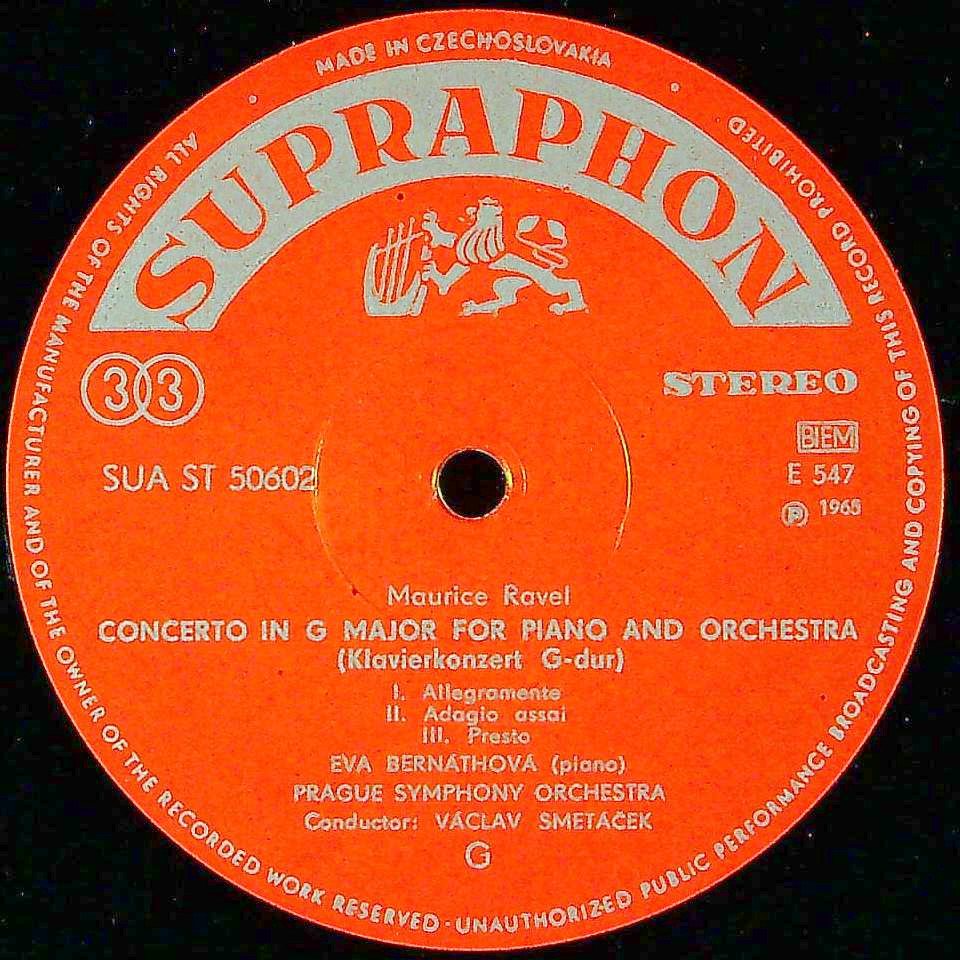 MADE IN CZECHOSLOVAKIA
SUPRAPHON
33
STEREO
BIEM
SUA ST 50602
E 547
Ⓟ 1965
Maurice Ravel
CONCERTO IN G MAJOR FOR PIANO AND ORCHESTRA
(Klavierkonzert G-dur)
I. Allegramente
II. Adagio assai
III. Presto
EVA BERNÁTHOVÁ (piano)
PRAGUE SYMPHONY ORCHESTRA
Conductor: VÁCLAV SMETÁČEK
G
ALL RIGHTS OF THE MANUFACTURER AND OF THE OWNER OF THE RECORDED WORK RESERVED · UNAUTHORIZED PUBLIC PERFORMANCE BROADCASTING AND COPYING OF THIS RECORD PROHIBITED